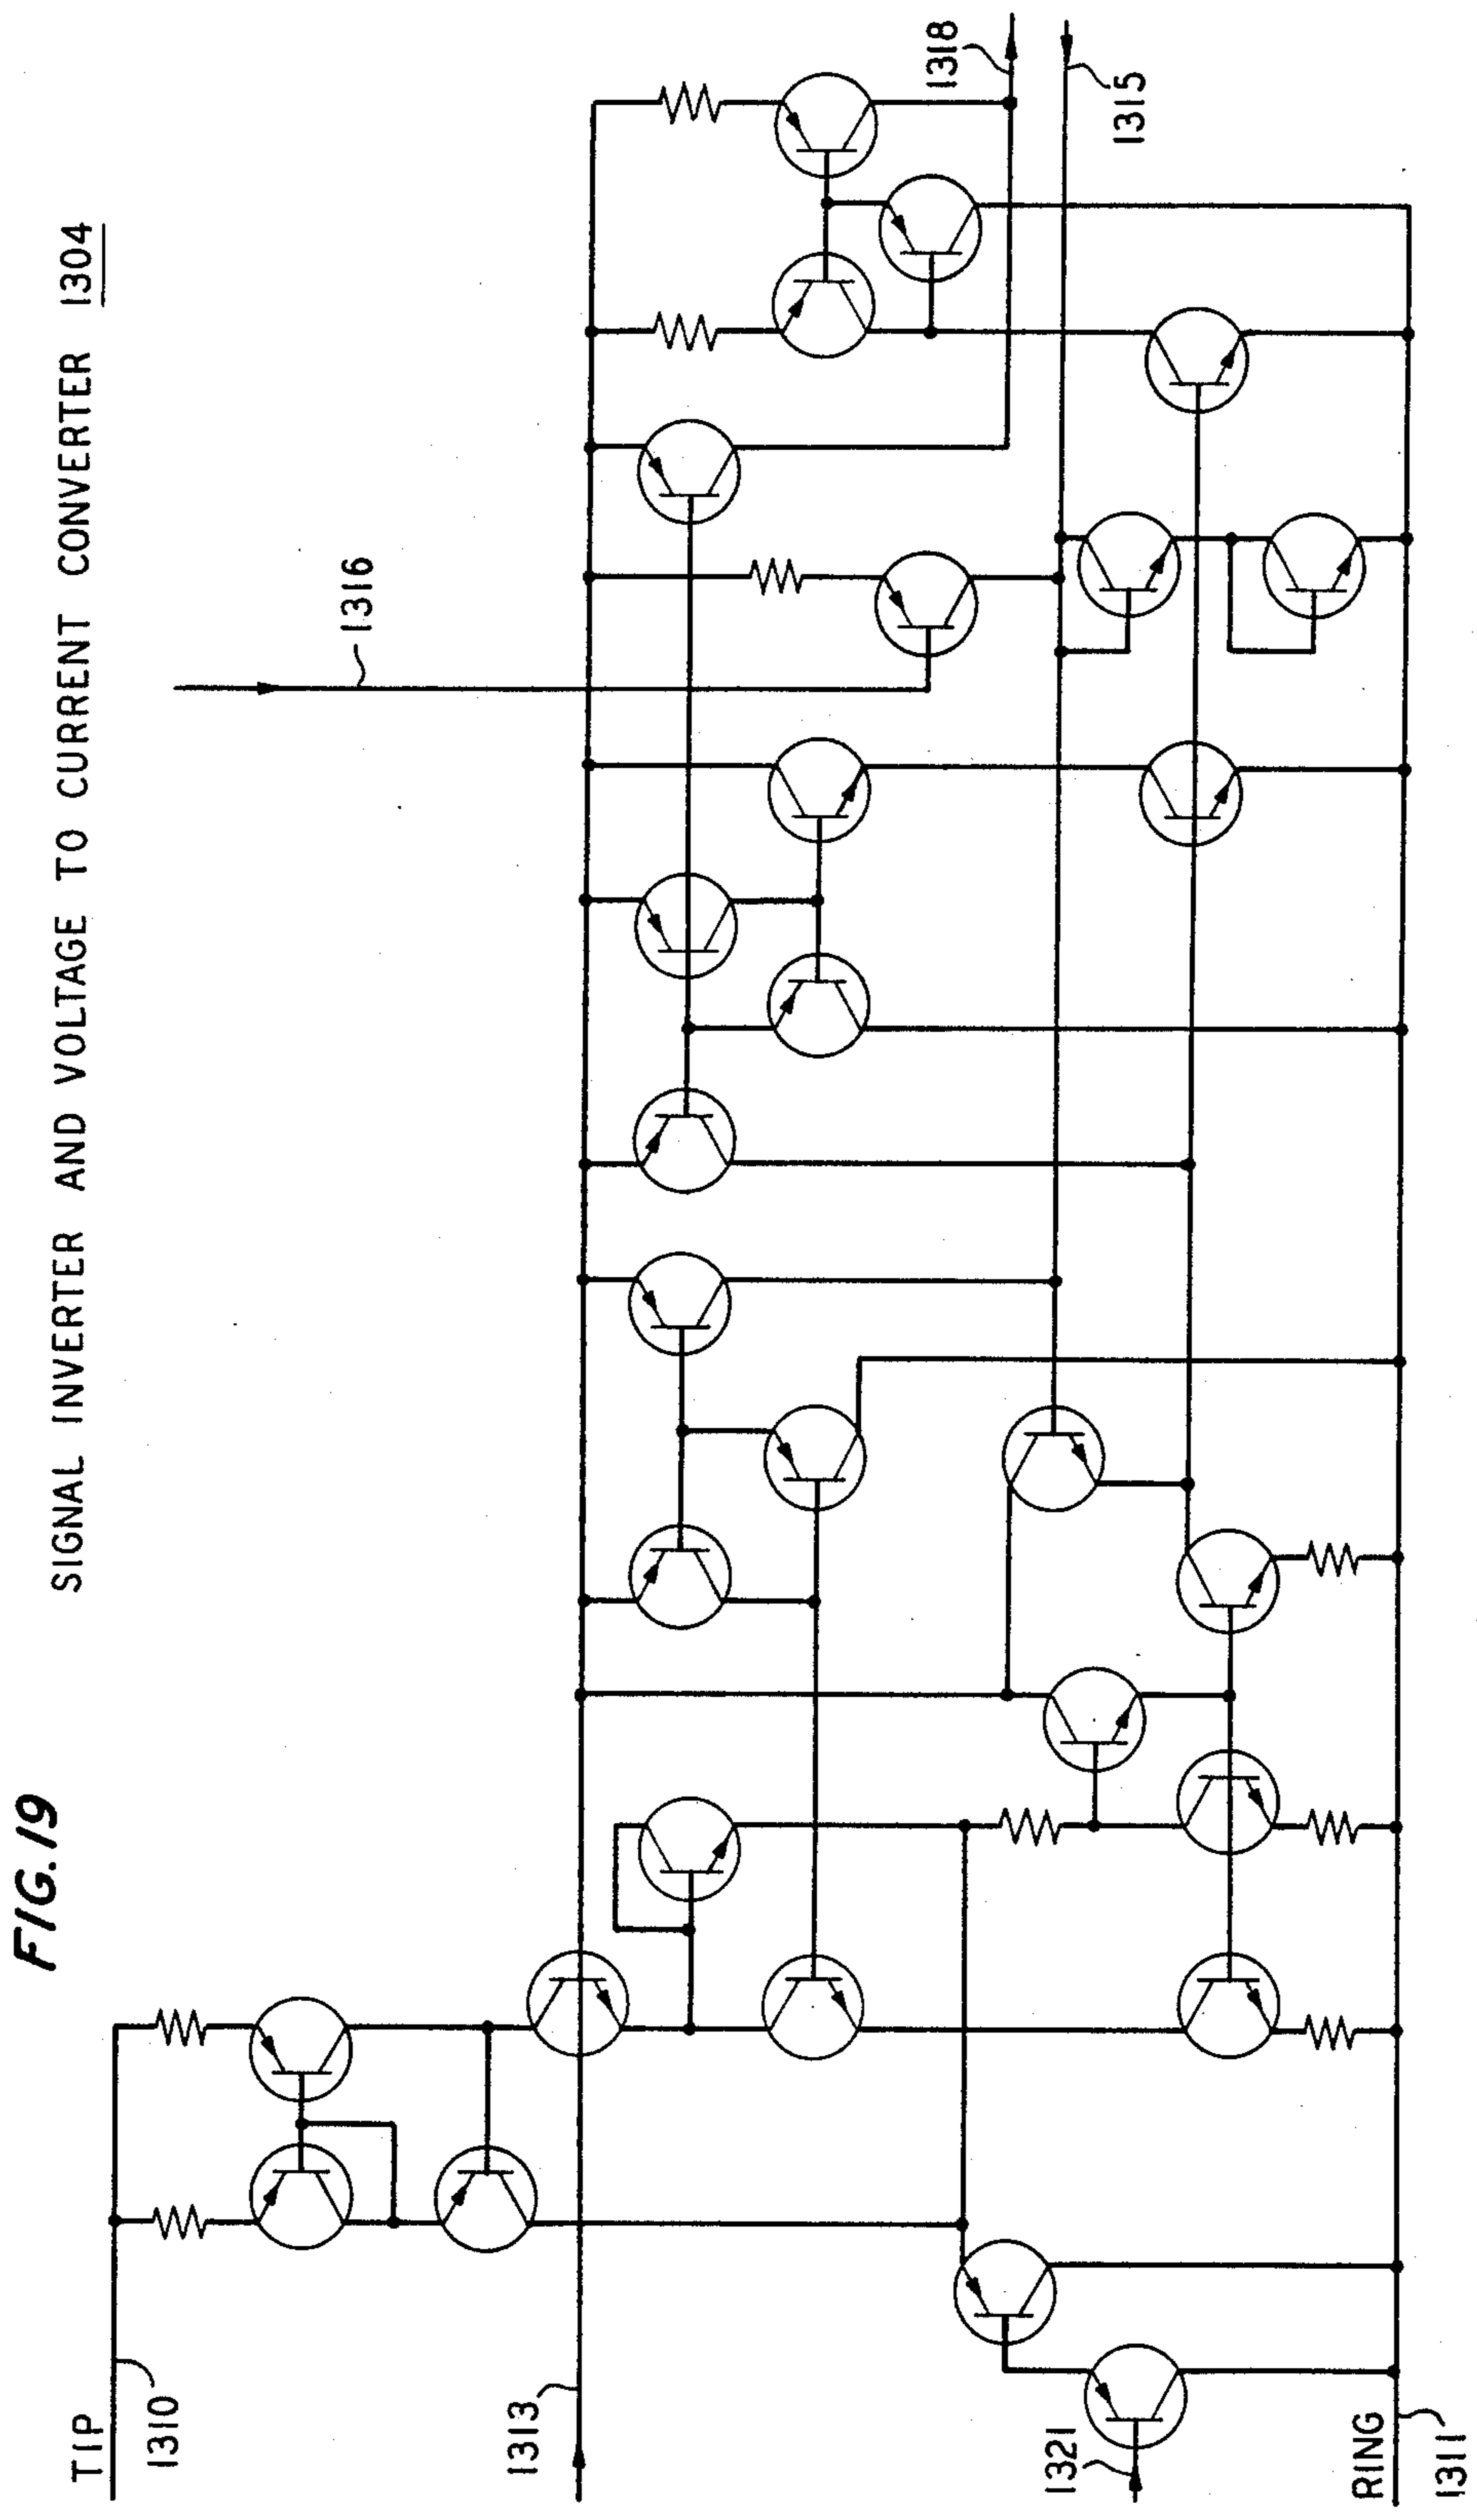 FIG.19
SIGNAL INVERTER AND VOLTAGE TO CURRENT CONVERTER 1304
TIP
1310
1316
1313
1318
1315
1321
RING
1311